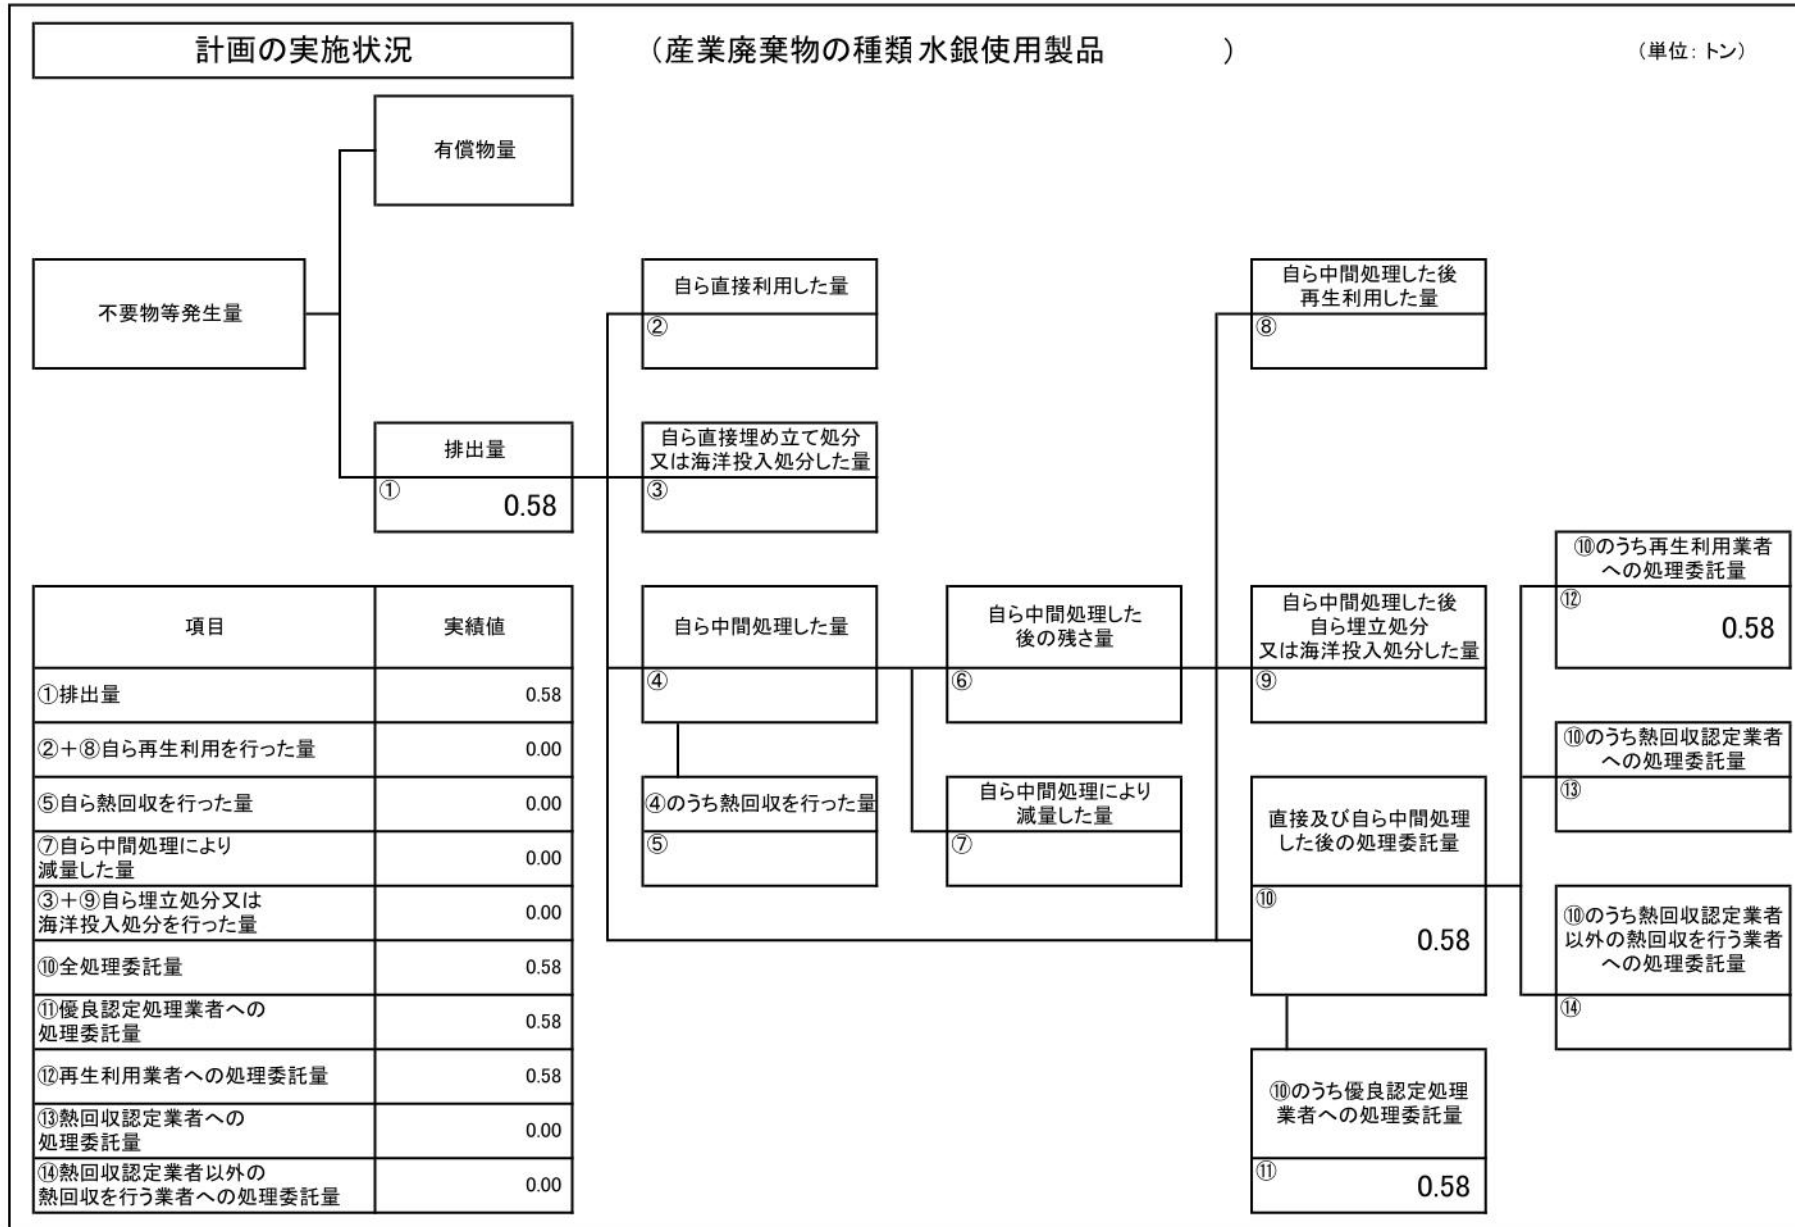 計画の実施状況
（産業廃棄物の種類 水銀使用製品　　　　）
（単位：トン）
有償物量
不要物等発生量
自ら直接利用した量
②
自ら中間処理した後
再生利用した量
⑧
排出量
①
0.58
自ら直接埋め立て処分
又は海洋投入処分した量
③
⑩のうち再生利用業者
への処理委託量
⑫
0.58
自ら中間処理した量
④
自ら中間処理した
後の残さ量
⑥
自ら中間処理した後
自ら埋立処分
又は海洋投入処分した量
⑨
⑩のうち熱回収認定業者
への処理委託量
⑬
④のうち熱回収を行った量
⑤
自ら中間処理により
減量した量
⑦
直接及び自ら中間処理
した後の処理委託量
⑩
0.58
⑩のうち熱回収認定業者
以外の熱回収を行う業者
への処理委託量
⑭
⑩のうち優良認定処理
業者への処理委託量
⑪
0.58
項目 実績値
①排出量 0.58
②＋⑧自ら再生利用を行った量 0.00
⑤自ら熱回収を行った量 0.00
⑦自ら中間処理により
減量した量 0.00
③＋⑨自ら埋立処分又は
海洋投入処分を行った量 0.00
⑩全処理委託量 0.58
⑪優良認定処理業者への
処理委託量 0.58
⑫再生利用業者への処理委託量 0.58
⑬熱回収認定業者への
処理委託量 0.00
⑭熱回収認定業者以外の
熱回収を行う業者への処理委託量 0.00